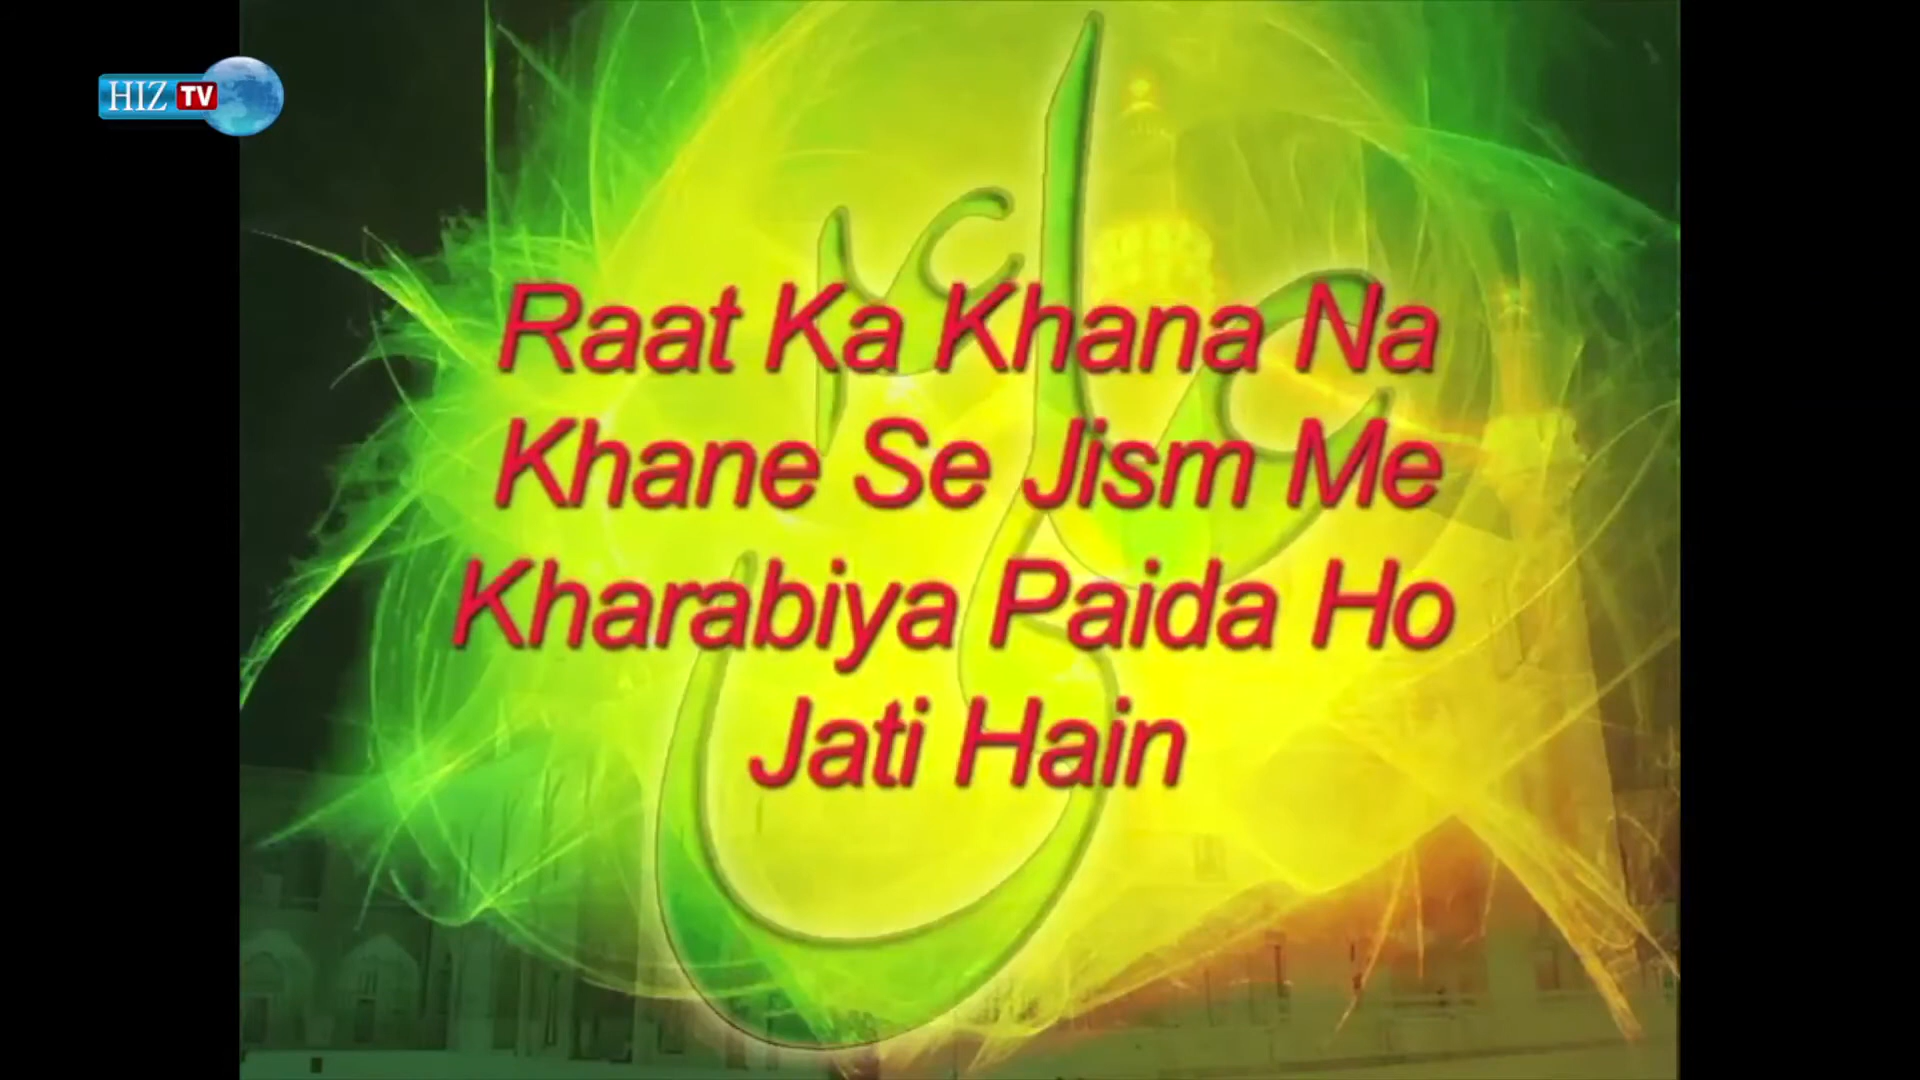 HIZ TV
Raat Ka Khana Na
Khane Se Jism Me
Kharabiya Paida Ho
Jati Hain